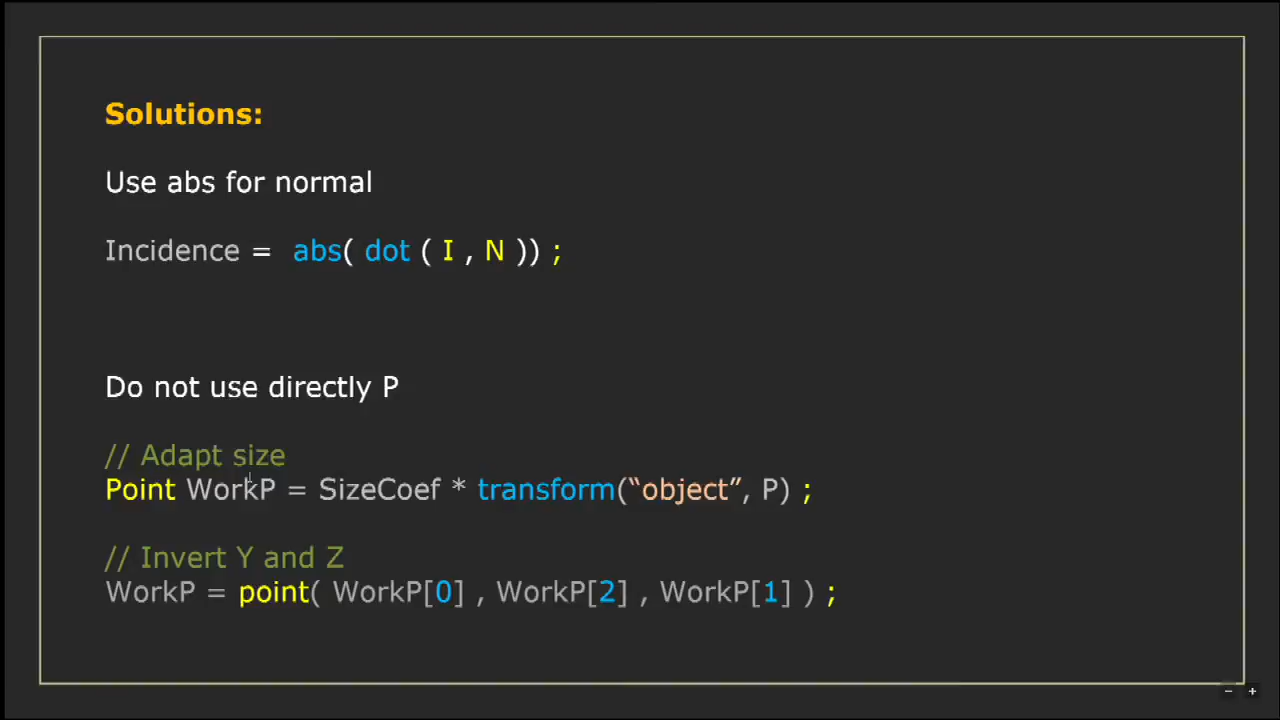 Solutions:
Use abs for normal
Incidence = abs( dot ( I , N )) ;
Do not use directly P
// Adapt size
Point WorkP = SizeCoef * transform(“object”, P) ;
// Invert Y and Z
WorkP = point( WorkP[0] , WorkP[2] , WorkP[1] ) ;